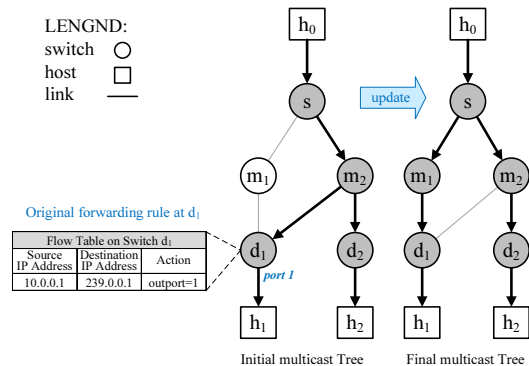 LENGND:
switch
host
link
h0
h0
s
update
s
m1
m2
m1
m2
Original forwarding rule at d1
Flow Table on Switch d1
Source IP Address
Destination IP Address
Action
10.0.0.1
239.0.0.1
outport=1
d1
d2
d1
d2
port 1
h1
h2
h1
h2
Initial multicast Tree
Final multicast Tree